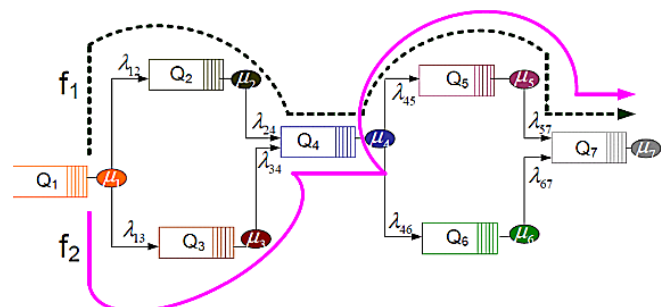 f₁
λ₁₂
Q₂
μ₂
λ₂₄
λ₄₅
Q₅
μ₅
λ₅₇
Q₁
μ₁
Q₄
μ₄
Q₇
μ₇
λ₃₄
λ₆₇
f₂
λ₁₃
Q₃
μ₃
λ₄₆
Q₆
μ₆